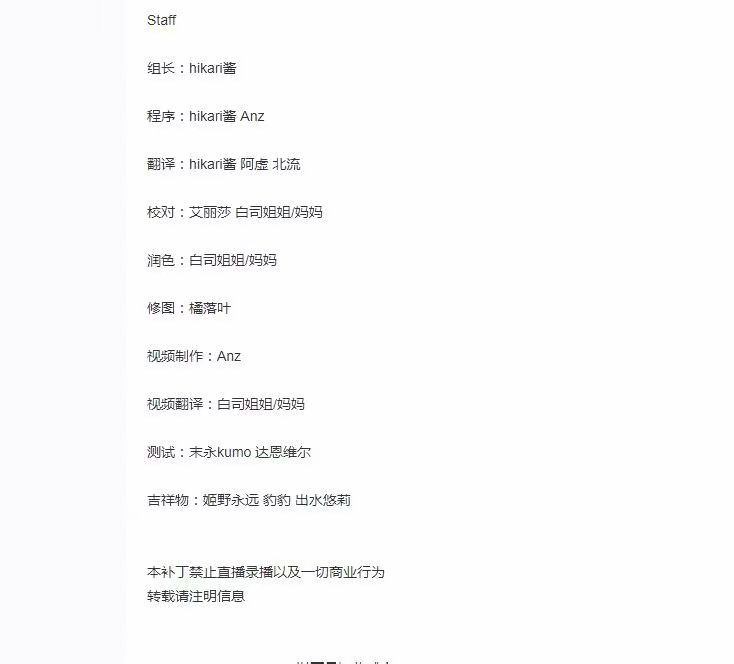 Staff
组长：hikari酱
程序：hikari酱 Anz
翻译：hikari酱 阿虚 北流
校对：艾丽莎 白司姐姐/妈妈
润色：白司姐姐/妈妈
修图：橘落叶
视频制作：Anz
视频翻译：白司姐姐/妈妈
测试：末永kumo 达恩维尔
吉祥物：姬野永远 豹豹 出水悠莉
本补丁禁止直播录播以及一切商业行为
转载请注明信息